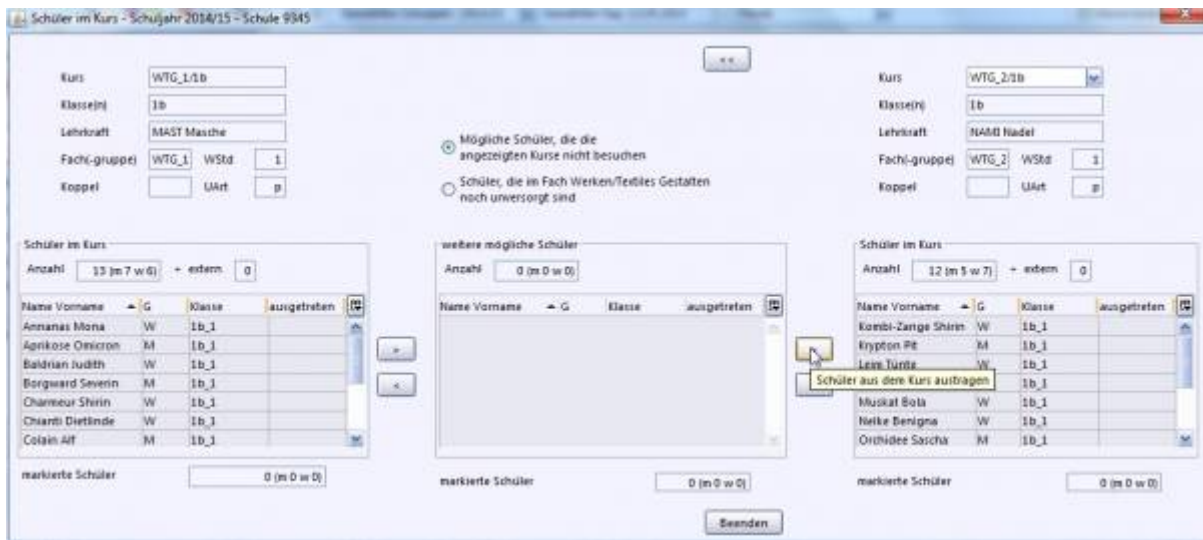 Schüler im Kurs - Schuljahr 2014/15 - Schule 9345
<<
Kurs WTG_1/1b
Klasse(n) 1b
Lehrkraft MAST Masche
Fach(-gruppe) WTG_1 WStd 1
Koppel UArt p
Mögliche Schüler, die die
angezeigten Kurse nicht besuchen
Schüler, die im Fach Werken/Textiles Gestalten
noch unversorgt sind
Kurs WTG_2/1b
Klasse(n) 1b
Lehrkraft NAMI Nadel
Fach(-gruppe) WTG_2 WStd 1
Koppel UArt p
Schüler im Kurs
Anzahl 13 (m 7 w 6) + extern 0
Name Vorname G Klasse ausgetreten
Annanas Mona W 1b_1
Aprikose Omicron M 1b_1
Baldrian Judith W 1b_1
Borgward Severin M 1b_1
Charmeur Shirin W 1b_1
Chianti Dietlinde W 1b_1
Colain Alf M 1b_1
markierte Schüler 0 (m 0 w 0)
>
<
weitere mögliche Schüler
Anzahl 0 (m 0 w 0)
Name Vorname G Klasse ausgetreten
markierte Schüler 0 (m 0 w 0)
Schüler aus dem Kurs austragen
Schüler im Kurs
Anzahl 12 (m 5 w 7) + extern 0
Name Vorname G Klasse ausgetreten
Kombi-Zange Shirin W 1b_1
Krypton Pit M 1b_1
Leim Tünte
1b_1
Muskat Bola W 1b_1
Nelke Benigna W 1b_1
Orchidee Sascha M 1b_1
markierte Schüler 0 (m 0 w 0)
Beenden